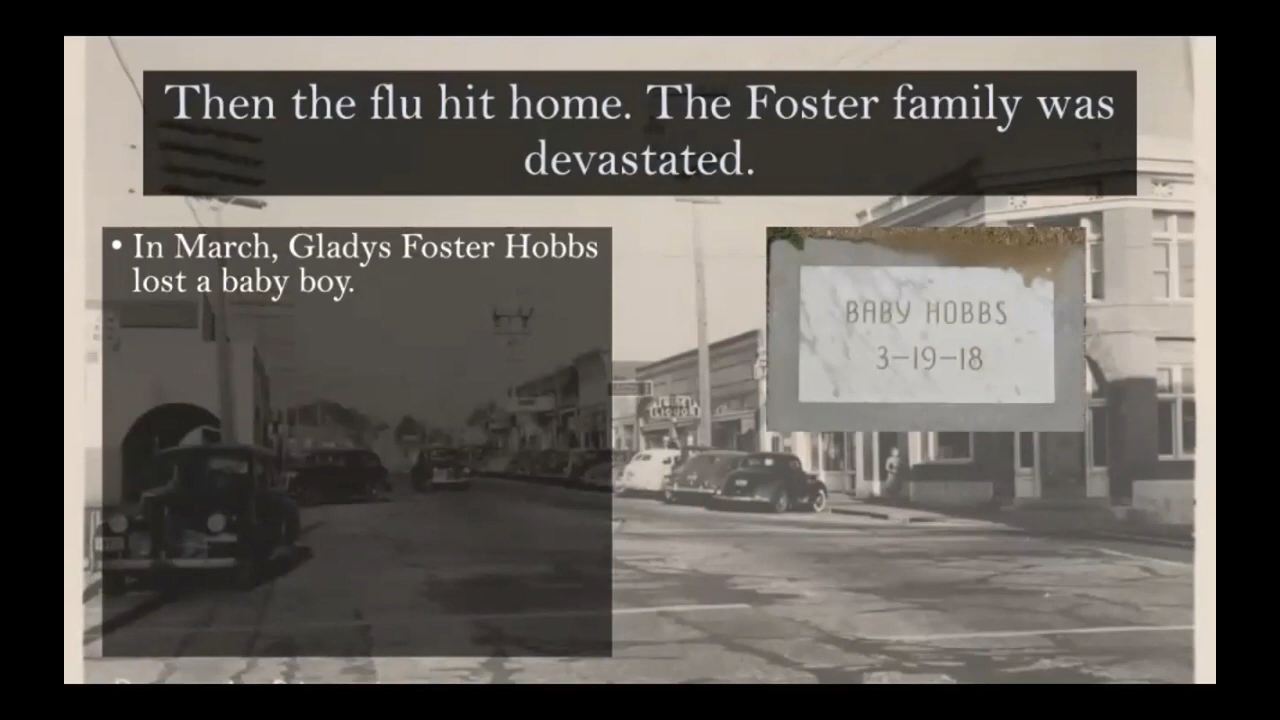 Then the flu hit home. The Foster family was
devastated.
• In March, Gladys Foster Hobbs
lost a baby boy.
BABY HOBBS
3-19-18
LIQUOR